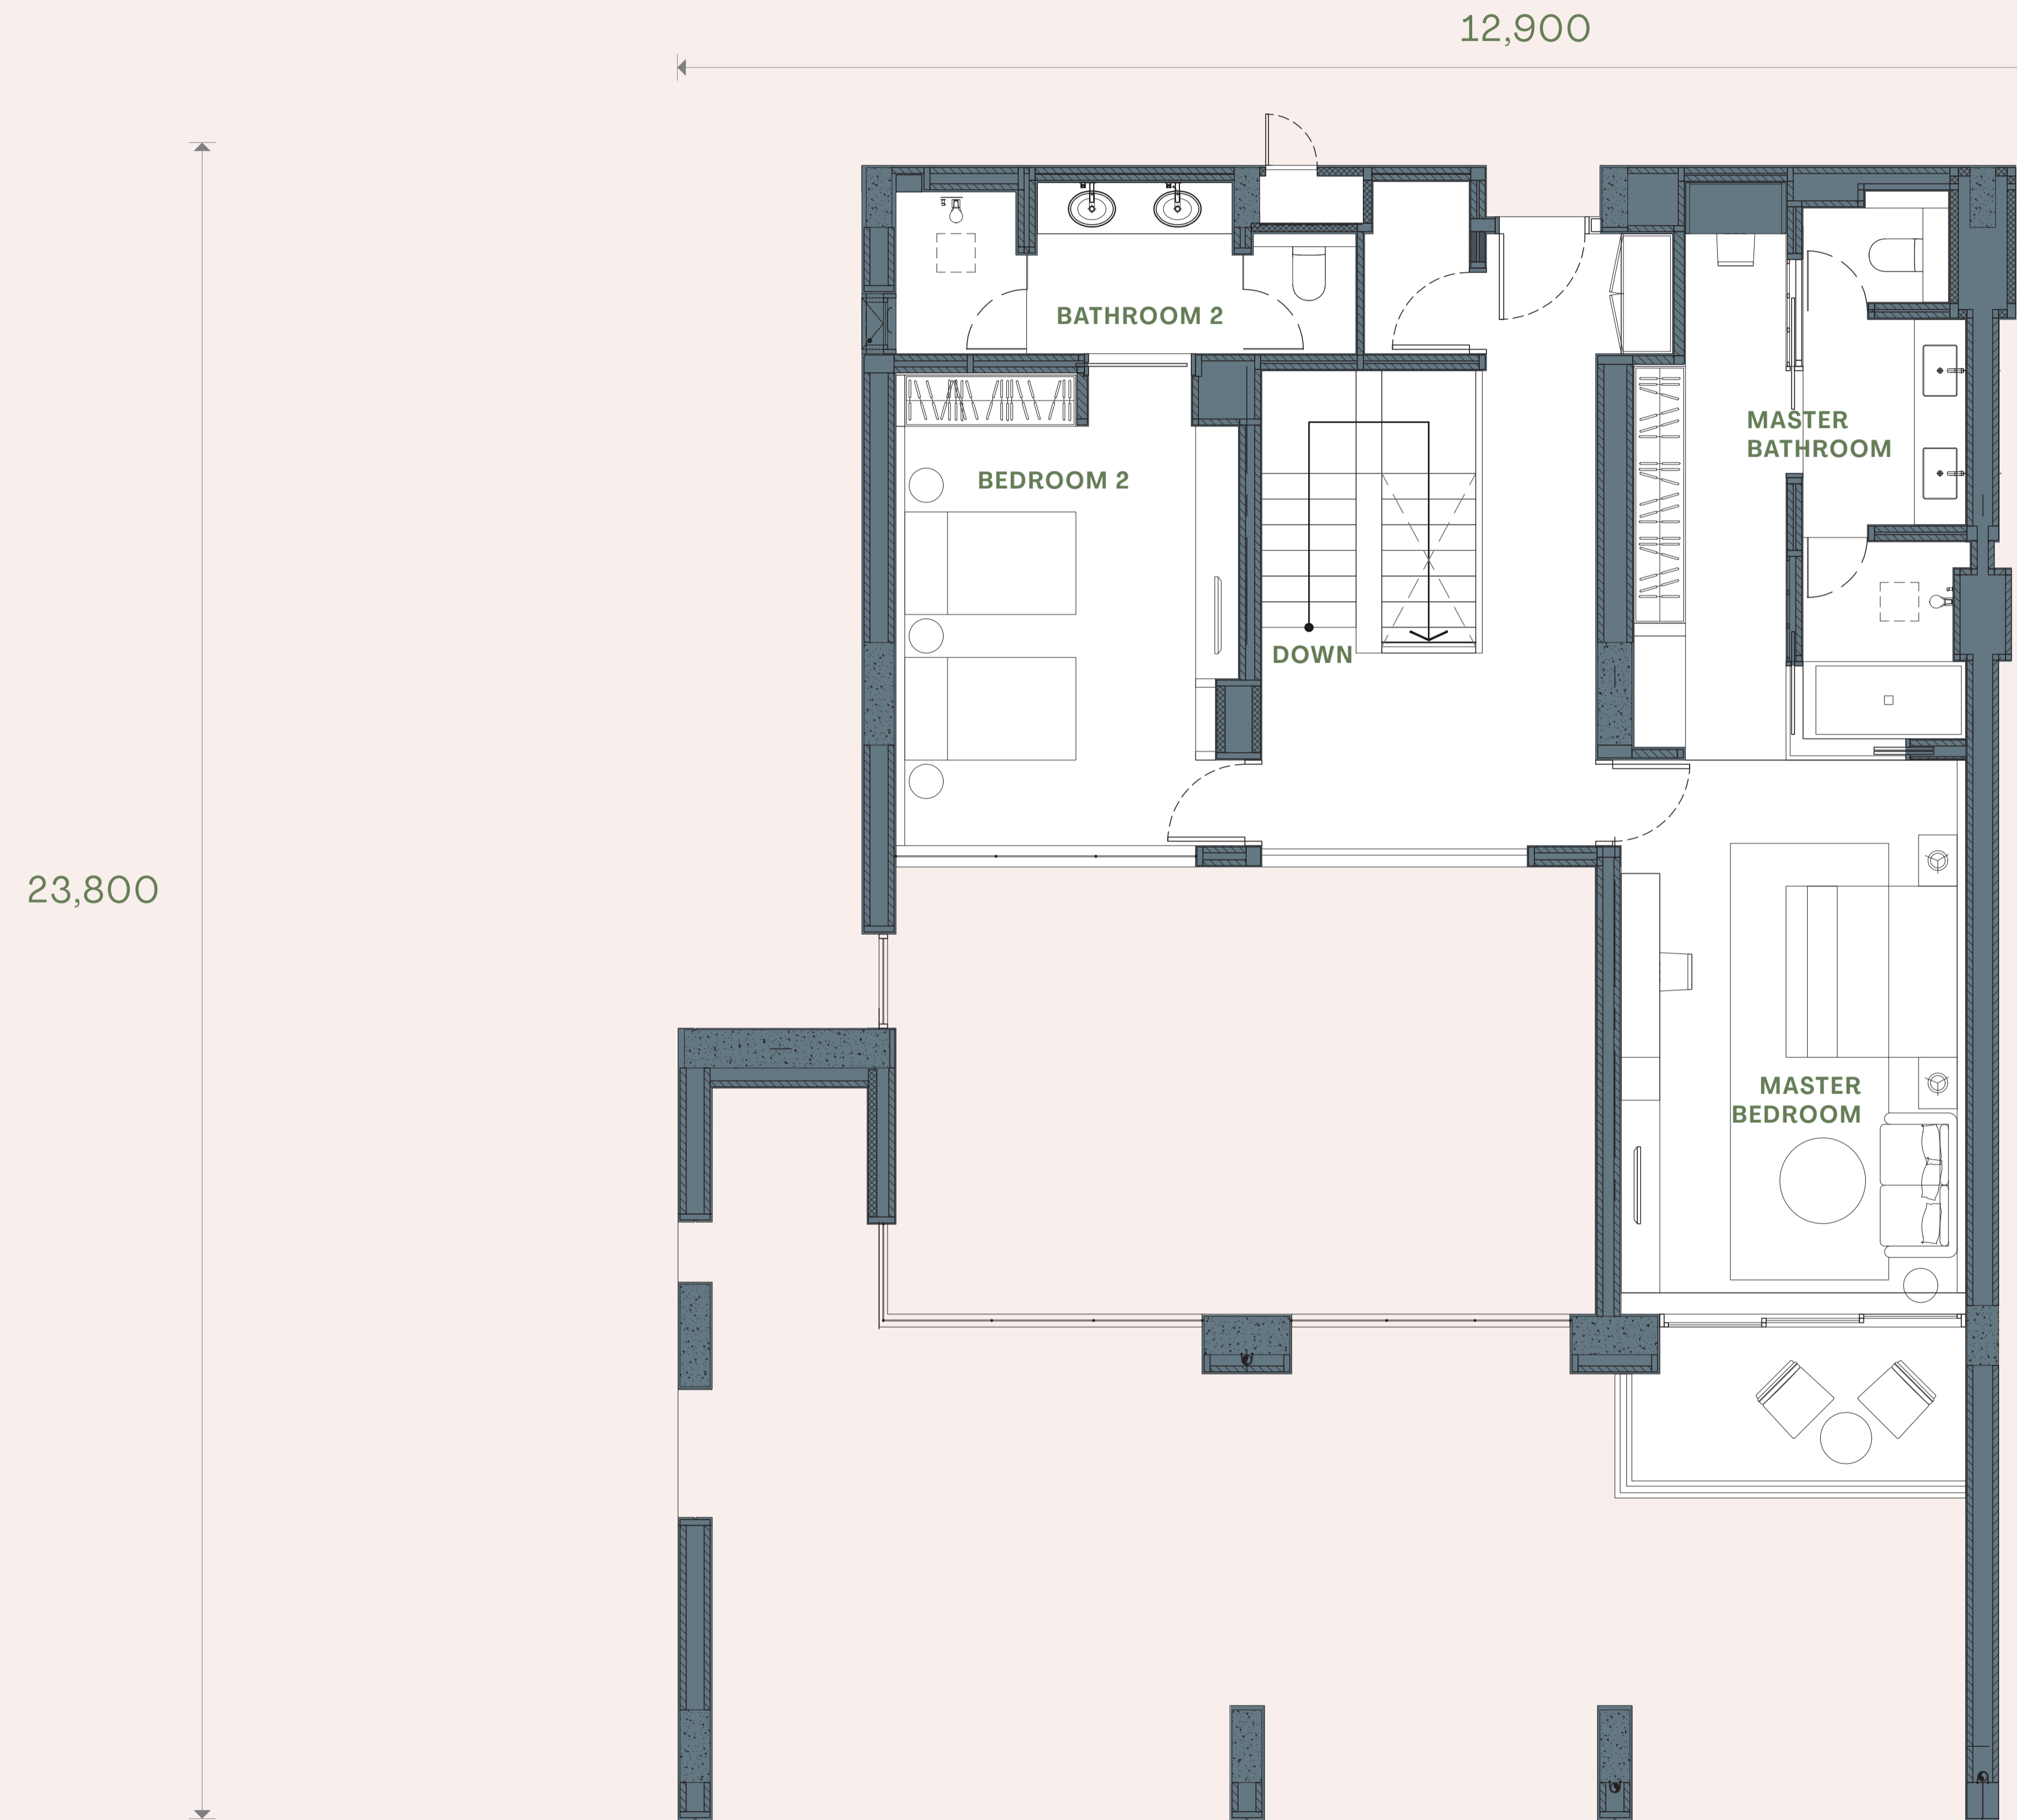 12,900
BATHROOM 2
MASTER
BATHROOM
BEDROOM 2
DOWN
23,800
MASTER
BEDROOM